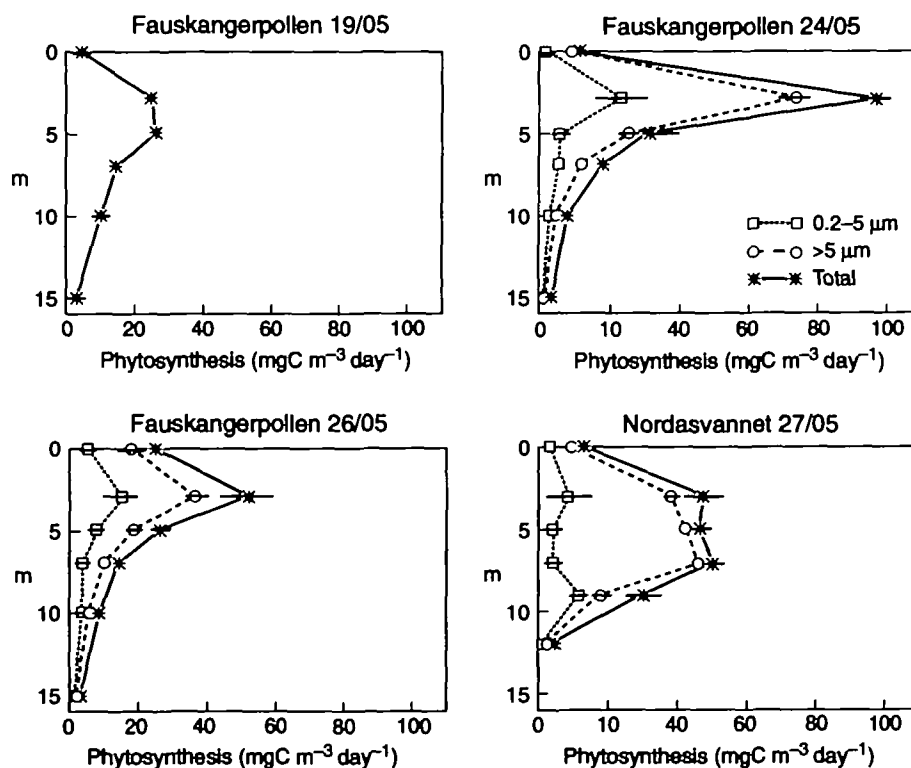 Fauskangerpollen 19/05
0
5
m
10
15
0 20 40 60 80 100
Phytosynthesis (mgC m⁻³ day⁻¹)
Fauskangerpollen 24/05
0
5
m
10
15
0.2–5 μm
>5 μm
Total
0 10 40 60 80 100
Phytosynthesis (mgC m⁻³ day⁻¹)
Fauskangerpollen 26/05
0
5
m
10
15
0 20 40 60 80 100
Phytosynthesis (mgC m⁻³ day⁻¹)
Nordasvannet 27/05
0
5
m
10
15
0 10 40 60 80 100
Phytosynthesis (mgC m⁻³ day⁻¹)